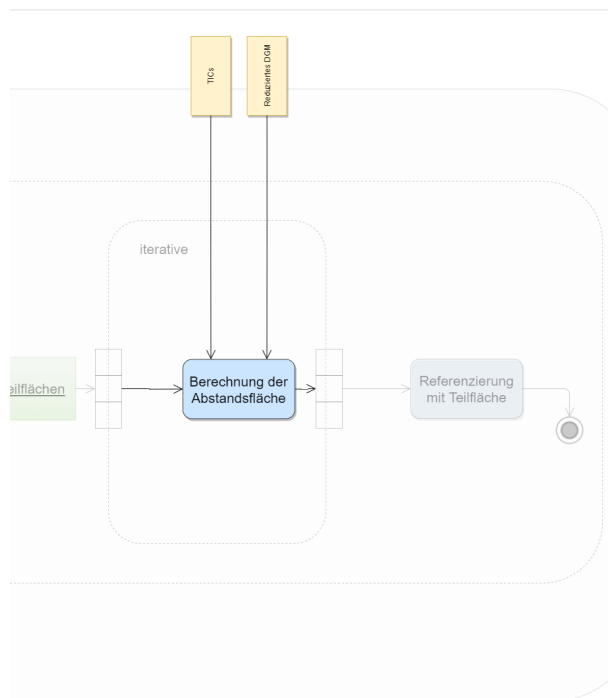 TICs
Reduziertes DGM
iterative
eilflächen
Berechnung der
Abstandsfläche
Referenzierung
mit Teilfläche